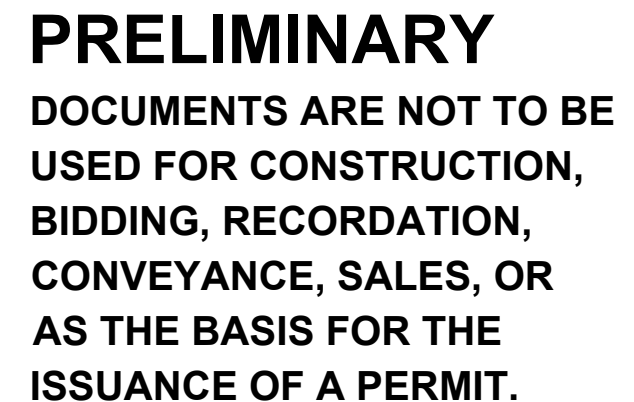 PRELIMINARY
DOCUMENTS ARE NOT TO BE
USED FOR CONSTRUCTION,
BIDDING, RECORDATION,
CONVEYANCE, SALES, OR
AS THE BASIS FOR THE
ISSUANCE OF A PERMIT.